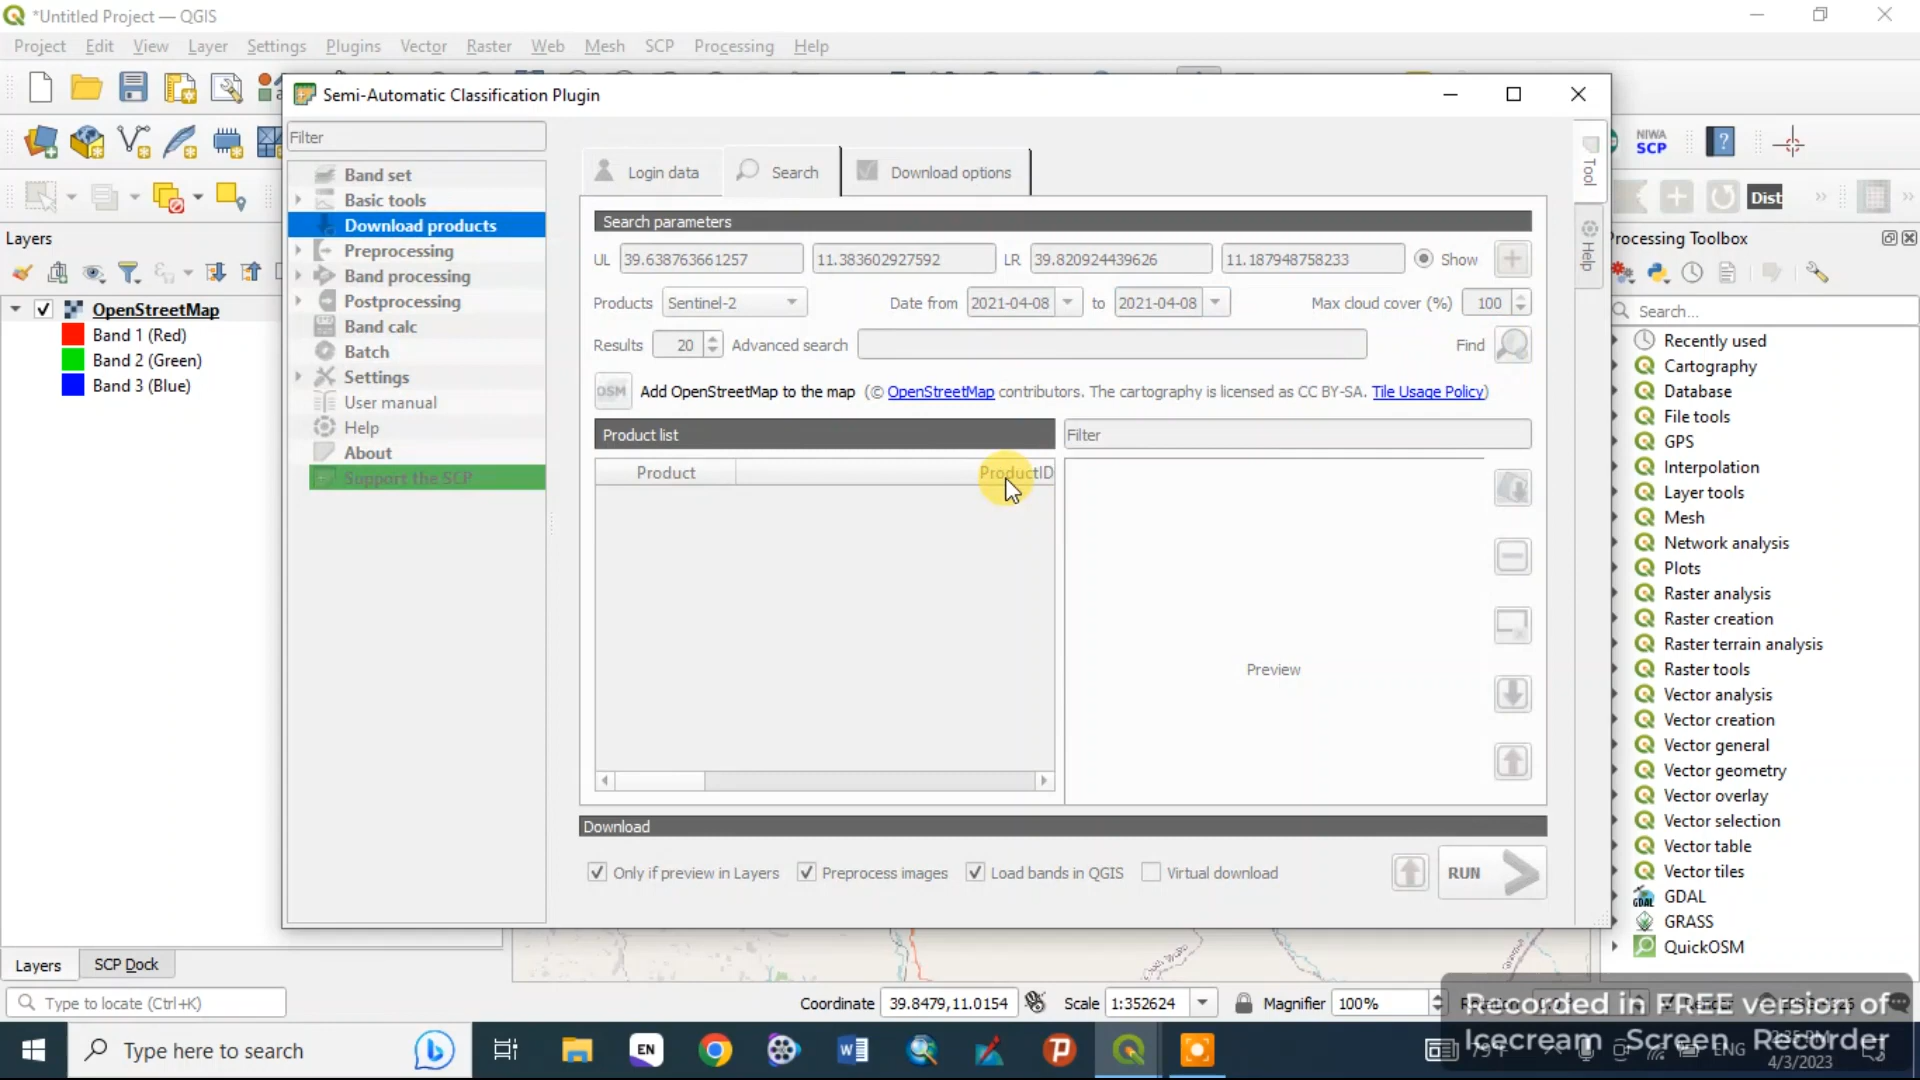 *Untitled Project — QGIS
Project Edit View Layer Settings Plugins Vector Raster Web Mesh SCP Processing Help
Semi-Automatic Classification Plugin
Filter
Band set
Basic tools
Download products
Preprocessing
Band processing
Postprocessing
Band calc
Batch
Settings
User manual
Help
About
Support the SCP
Login data
Search
Download options
Tool
Help
Search parameters
UL 39.638763661257 11.383602927592 LR 39.820924439626 11.187948758233 Show
Products Sentinel-2 Date from 2021-04-08 to 2021-04-08 Max cloud cover (%) 100
Results 20 Advanced search Find
OSM Add OpenStreetMap to the map (© OpenStreetMap contributors. The cartography is licensed as CC BY-SA. Tile Usage Policy)
Product list Filter
Product ProductID
Preview
Download
Only if preview in Layers Preprocess images Load bands in QGIS Virtual download RUN
Layers
OpenStreetMap
Band 1 (Red)
Band 2 (Green)
Band 3 (Blue)
Layers SCP Dock
NIWA
SCP
Dist
Processing Toolbox
Search...
Recently used
Cartography
Database
File tools
GPS
Interpolation
Layer tools
Mesh
Network analysis
Plots
Raster analysis
Raster creation
Raster terrain analysis
Raster tools
Vector analysis
Vector creation
Vector general
Vector geometry
Vector overlay
Vector selection
Vector table
Vector tiles
GDAL
GRASS
QuickOSM
Type to locate (Ctrl+K) Coordinate 39.8479,11.0154 Scale 1:352624 Magnifier 100%
Recorded in FREE version of
Icecream Screen Recorder
Type here to search
EN
ENG
4/3/2023